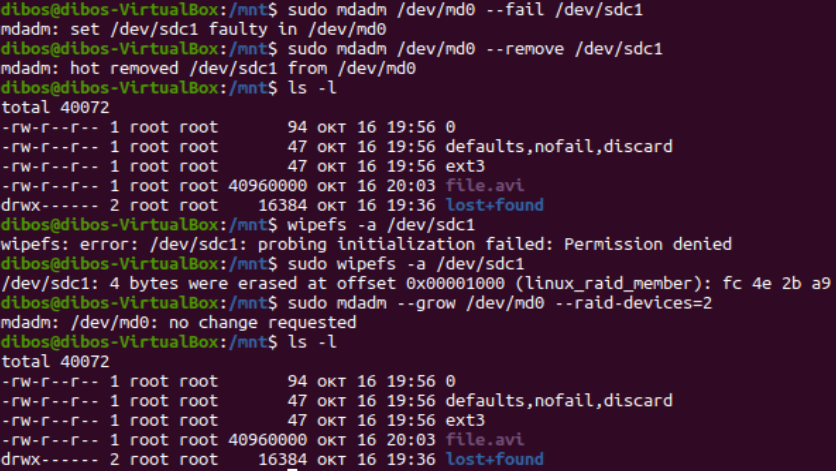 dibos@dibos-VirtualBox:/mnt$ sudo mdadm /dev/md0 --fail /dev/sdc1
mdadm: set /dev/sdc1 faulty in /dev/md0
dibos@dibos-VirtualBox:/mnt$ sudo mdadm /dev/md0 --remove /dev/sdc1
mdadm: hot removed /dev/sdc1 from /dev/md0
dibos@dibos-VirtualBox:/mnt$ ls -l
total 40072
-rw-r--r-- 1 root root       94 окт 16 19:56 0
-rw-r--r-- 1 root root       47 окт 16 19:56 defaults,nofail,discard
-rw-r--r-- 1 root root       47 окт 16 19:56 ext3
-rw-r--r-- 1 root root 40960000 окт 16 20:03 file.avi
drwx------ 2 root root    16384 окт 16 19:36 lost+found
dibos@dibos-VirtualBox:/mnt$ wipefs -a /dev/sdc1
wipefs: error: /dev/sdc1: probing initialization failed: Permission denied
dibos@dibos-VirtualBox:/mnt$ sudo wipefs -a /dev/sdc1
/dev/sdc1: 4 bytes were erased at offset 0x00001000 (linux_raid_member): fc 4e 2b a9
dibos@dibos-VirtualBox:/mnt$ sudo mdadm --grow /dev/md0 --raid-devices=2
mdadm: /dev/md0: no change requested
dibos@dibos-VirtualBox:/mnt$ ls -l
total 40072
-rw-r--r-- 1 root root       94 окт 16 19:56 0
-rw-r--r-- 1 root root       47 окт 16 19:56 defaults,nofail,discard
-rw-r--r-- 1 root root       47 окт 16 19:56 ext3
-rw-r--r-- 1 root root 40960000 окт 16 20:03 file.avi
drwx------ 2 root root    16384 окт 16 19:36 lost+found